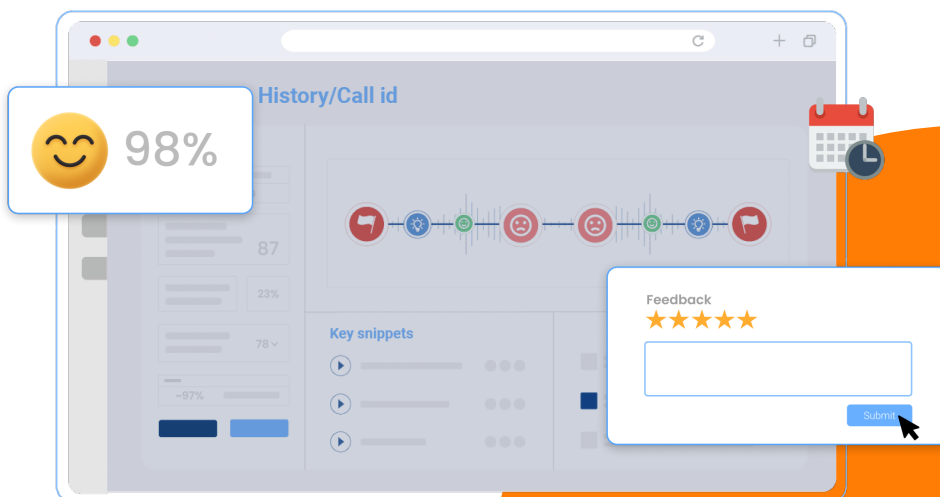 History/Call id
98%
87
23%
78
-97%
Key snippets
Feedback
Submit